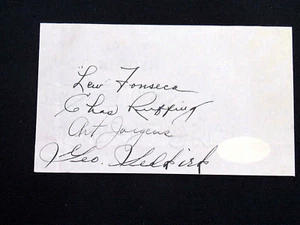 "Lew" Fonseca
Chas Ruffing
Art Jorgens
Geo. Selkirk